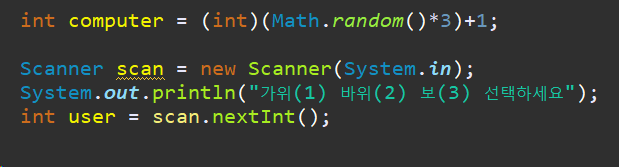 int computer = (int)(Math.random()*3)+1;
Scanner scan = new Scanner(System.in);
System.out.println("가위(1) 바위(2) 보(3) 선택하세요");
int user = scan.nextInt();